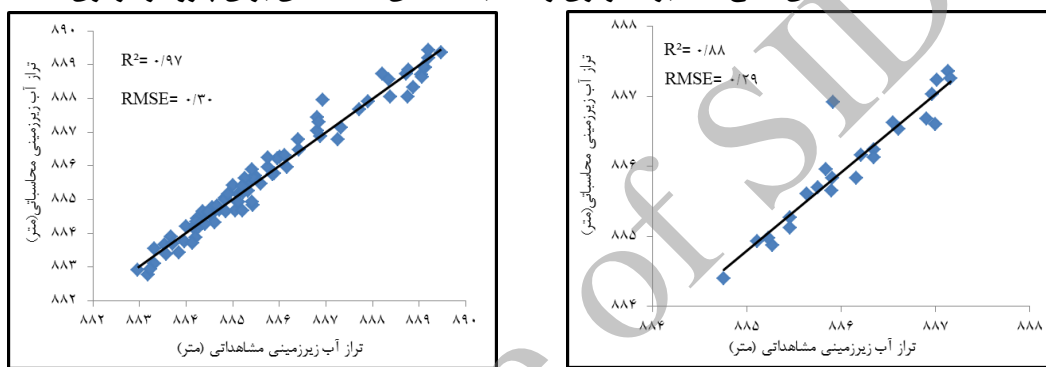 R²= ۰/۹۷
RMSE= ۰/۳۰
تراز آب زیرزمینی محاسباتی(متر)
۸۹۰
۸۸۹
۸۸۸
۸۸۷
۸۸۶
۸۸۵
۸۸۴
۸۸۳
۸۸۲
۸۸۲ ۸۸۳ ۸۸۴ ۸۸۵ ۸۸۶ ۸۸۷ ۸۸۸ ۸۸۹ ۸۹۰
تراز آب زیرزمینی مشاهداتی (متر)
R²= ۰/۸۸
RMSE= ۰/۲۹
تراز آب زیرزمینی محاسباتی(متر)
۸۸۸
۸۸۷
۸۸۶
۸۸۵
۸۸۴
۸۸۴ ۸۸۵ ۸۸۶ ۸۸۷ ۸۸۸
تراز آب زیرزمینی مشاهداتی (متر)
of SID